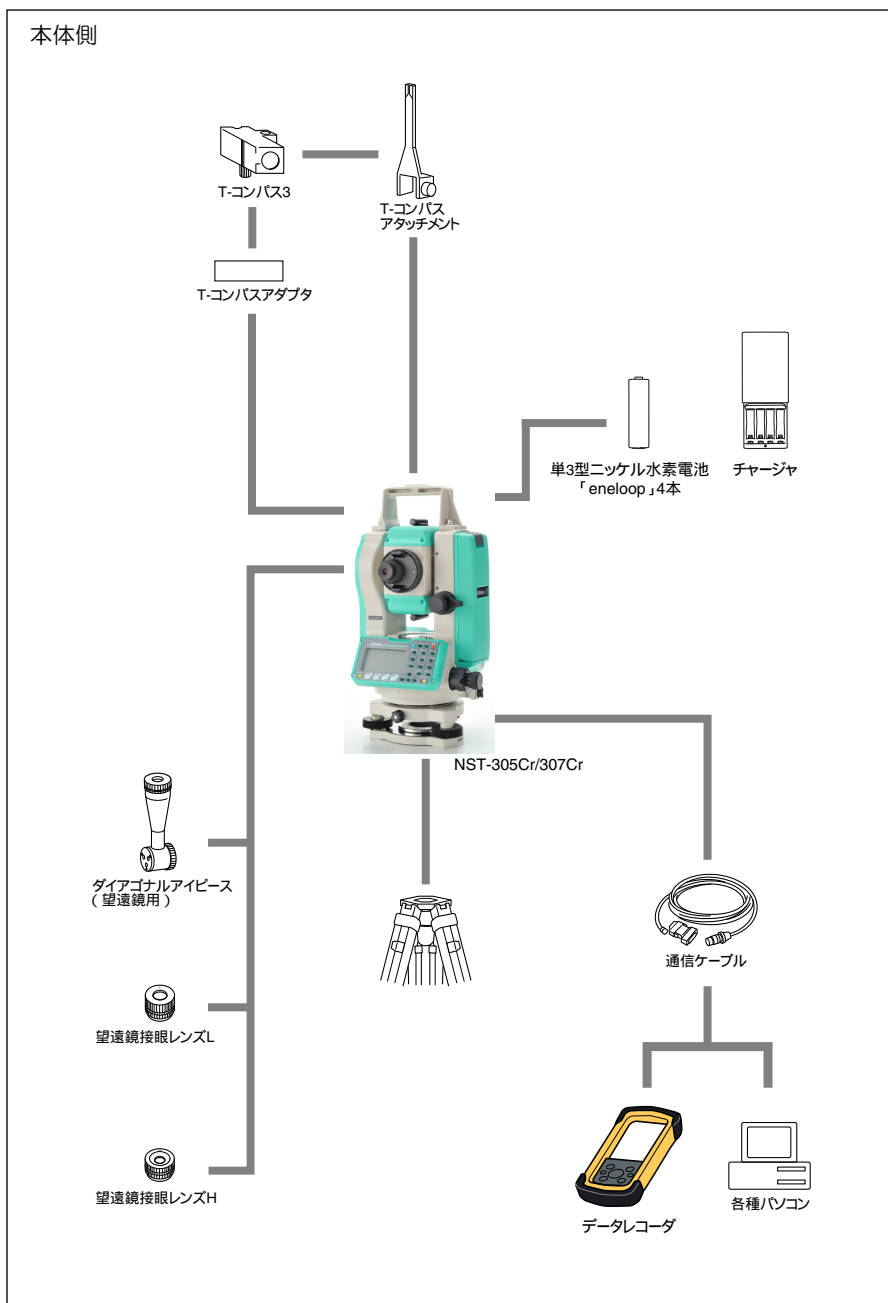 本体側
T-コンパス3
T-コンパス
アタッチメント
T-コンパスアダプタ
単3型ニッケル水素電池
「eneloop」4本
チャージャ
NST-305Cr/307Cr
ダイアゴナルアイピース
(望遠鏡用)
通信ケーブル
望遠鏡接眼レンズL
望遠鏡接眼レンズH
データレコーダ
各種パソコン